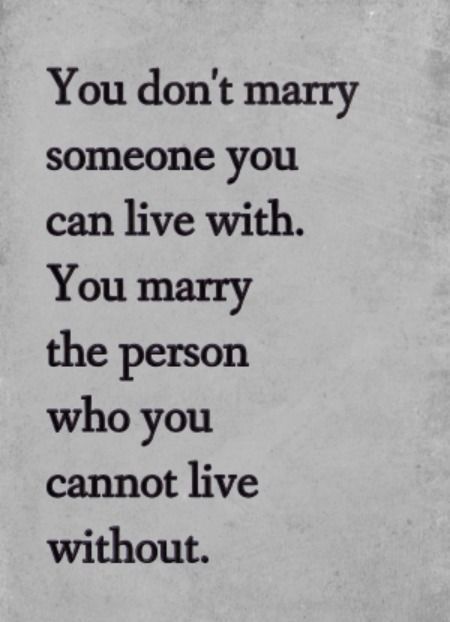 You don't marry
someone you
can live with.
You marry
the person
who you
cannot live
without.